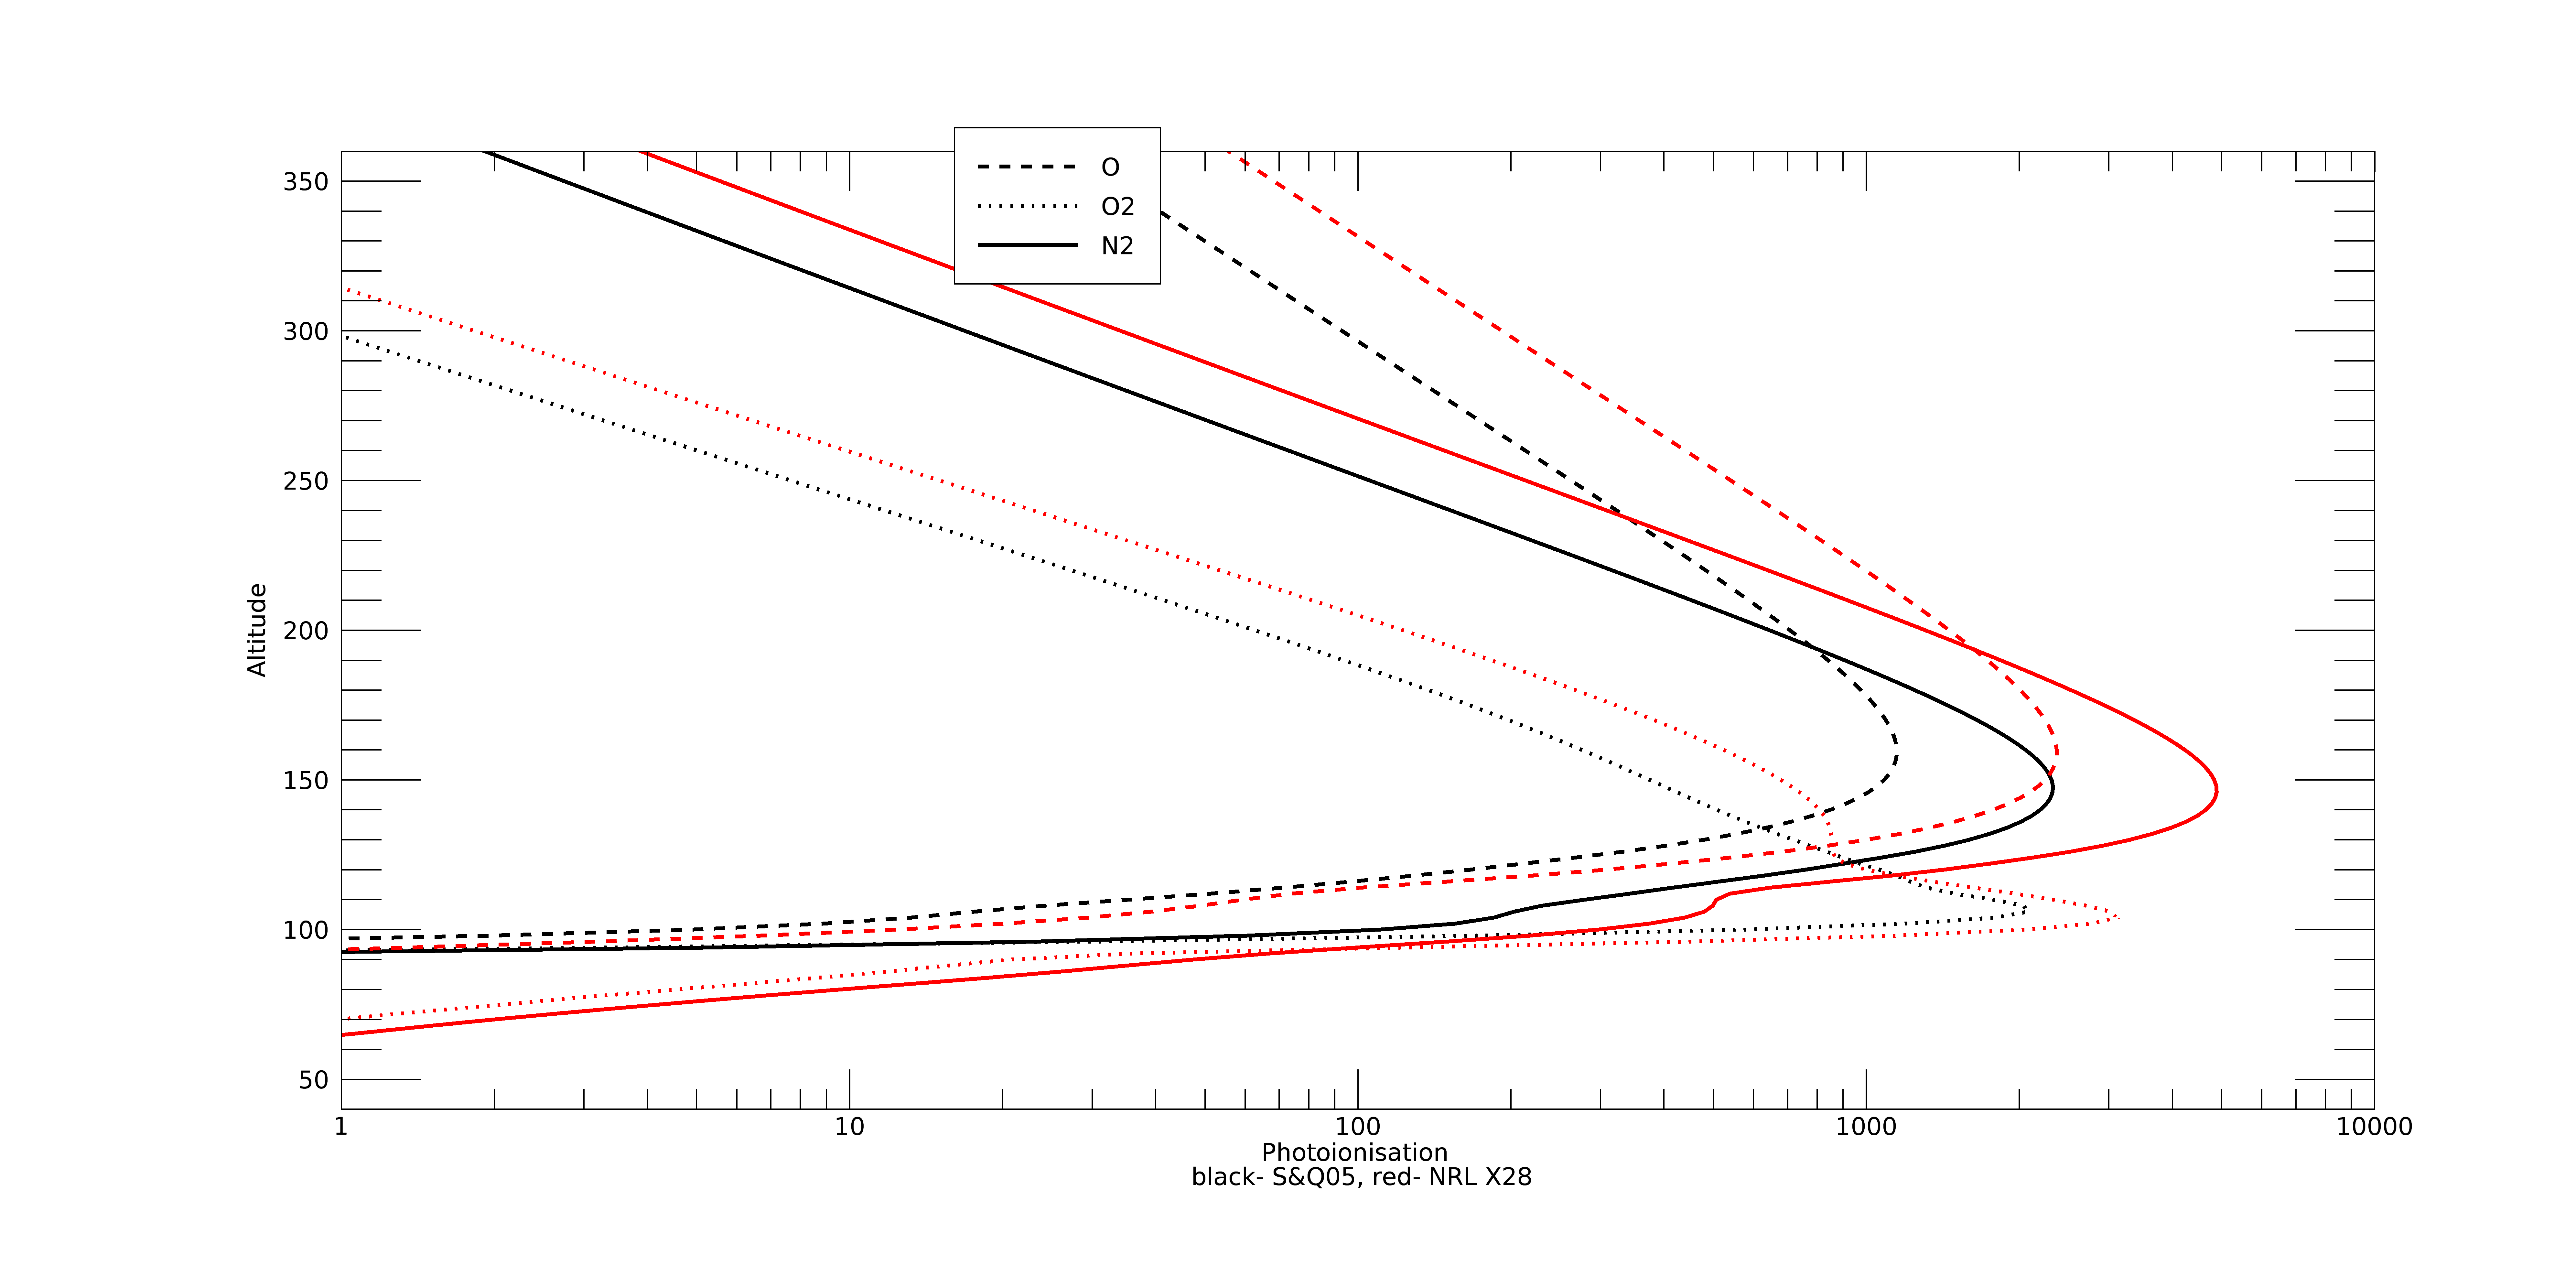 O
O2
N2
350
300
250
200
150
100
50
Altitude
1 10 100 1000 10000
Photoionisation
black- S&Q05, red- NRL X28